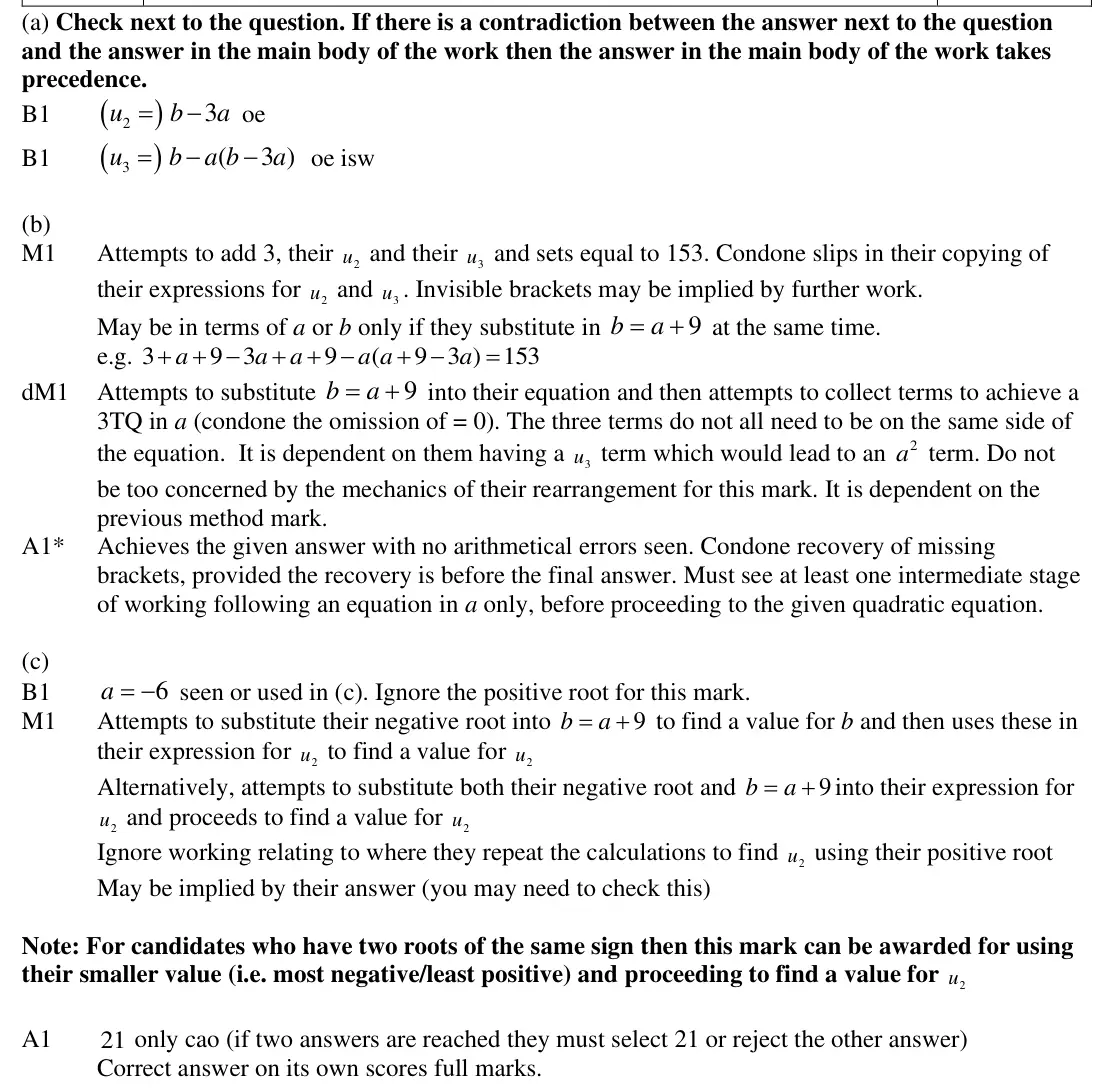 (a) Check next to the question. If there is a contradiction between the answer next to the question
and the answer in the main body of the work then the answer in the main body of the work takes
precedence.
B1 (u₂ =) b − 3a oe
B1 (u₃ =) b − a(b − 3a) oe isw
(b)
M1 Attempts to add 3, their u₂ and their u₃ and sets equal to 153. Condone slips in their copying of
their expressions for u₂ and u₃. Invisible brackets may be implied by further work.
May be in terms of a or b only if they substitute in b = a + 9 at the same time.
e.g. 3 + a + 9 − 3a + a + 9 − a(a + 9 − 3a) = 153
dM1 Attempts to substitute b = a + 9 into their equation and then attempts to collect terms to achieve a
3TQ in a (condone the omission of = 0). The three terms do not all need to be on the same side of
the equation. It is dependent on them having a u₃ term which would lead to an a² term. Do not
be too concerned by the mechanics of their rearrangement for this mark. It is dependent on the
previous method mark.
A1* Achieves the given answer with no arithmetical errors seen. Condone recovery of missing
brackets, provided the recovery is before the final answer. Must see at least one intermediate stage
of working following an equation in a only, before proceeding to the given quadratic equation.
(c)
B1 a = −6 seen or used in (c). Ignore the positive root for this mark.
M1 Attempts to substitute their negative root into b = a + 9 to find a value for b and then uses these in
their expression for u₂ to find a value for u₂
Alternatively, attempts to substitute both their negative root and b = a + 9 into their expression for
u₂ and proceeds to find a value for u₂
Ignore working relating to where they repeat the calculations to find u₂ using their positive root
May be implied by their answer (you may need to check this)
Note: For candidates who have two roots of the same sign then this mark can be awarded for using
their smaller value (i.e. most negative/least positive) and proceeding to find a value for u₂
A1 21 only cao (if two answers are reached they must select 21 or reject the other answer)
Correct answer on its own scores full marks.